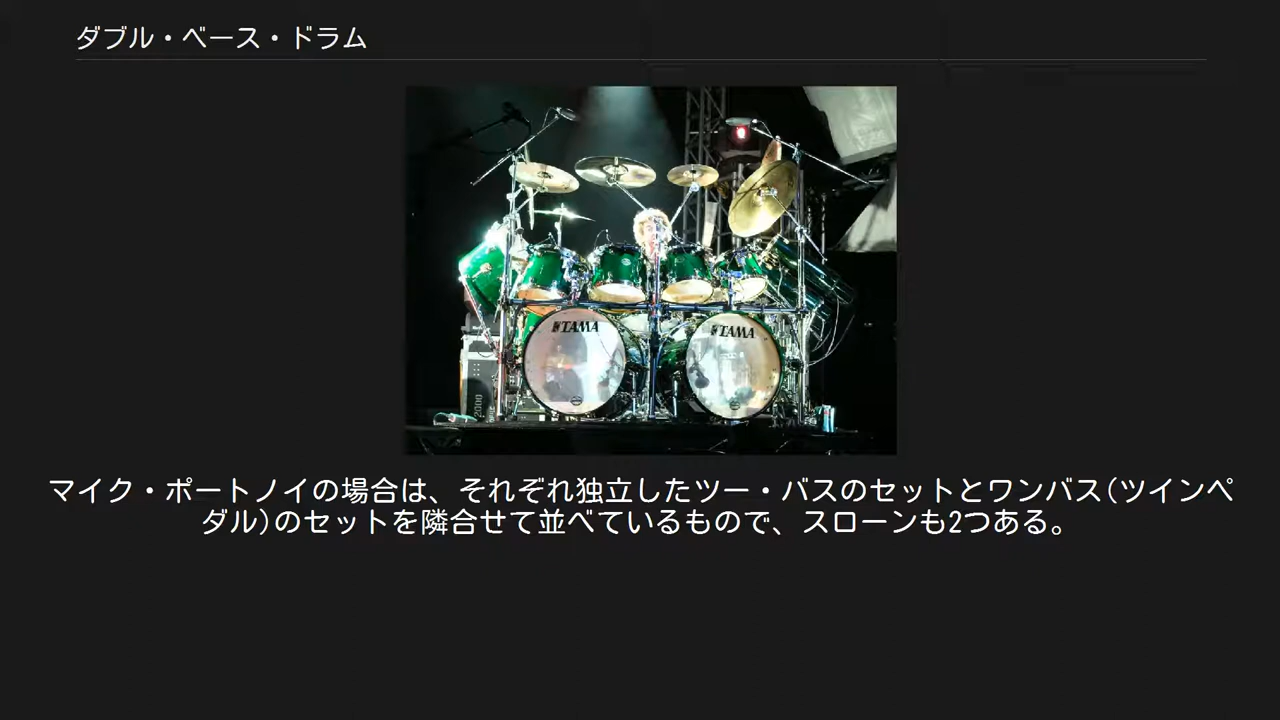 ダブル・ベース・ドラム
TAMA
TAMA
2000
マイク・ポートノイの場合は、それぞれ独立したツー・バスのセットとワンバス(ツインペ
ダル)のセットを隣合せて並べているもので、スローンも2つある。